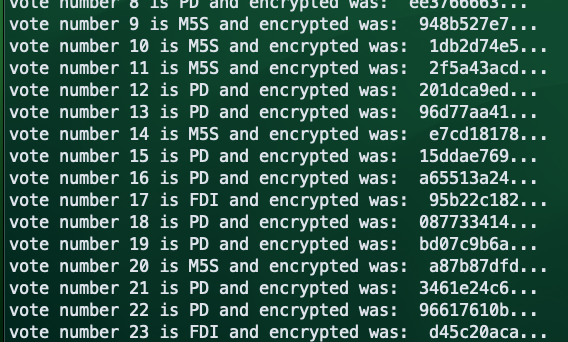 vote number 8 is PD and encrypted was:  ee3766663...
vote number 9 is M5S and encrypted was:  948b527e7...
vote number 10 is M5S and encrypted was:  1db2d74e5...
vote number 11 is M5S and encrypted was:  2f5a43acd...
vote number 12 is PD and encrypted was:  201dca9ed...
vote number 13 is PD and encrypted was:  96d77aa41...
vote number 14 is M5S and encrypted was:  e7cd18178...
vote number 15 is PD and encrypted was:  15ddae769...
vote number 16 is PD and encrypted was:  a65513a24...
vote number 17 is FDI and encrypted was:  95b22c182...
vote number 18 is PD and encrypted was:  087733414...
vote number 19 is PD and encrypted was:  bd07c9b6a...
vote number 20 is M5S and encrypted was:  a87b87dfd...
vote number 21 is PD and encrypted was:  3461e24c6...
vote number 22 is PD and encrypted was:  96617610b...
vote number 23 is FDI and encrypted was:  d45c20aca...